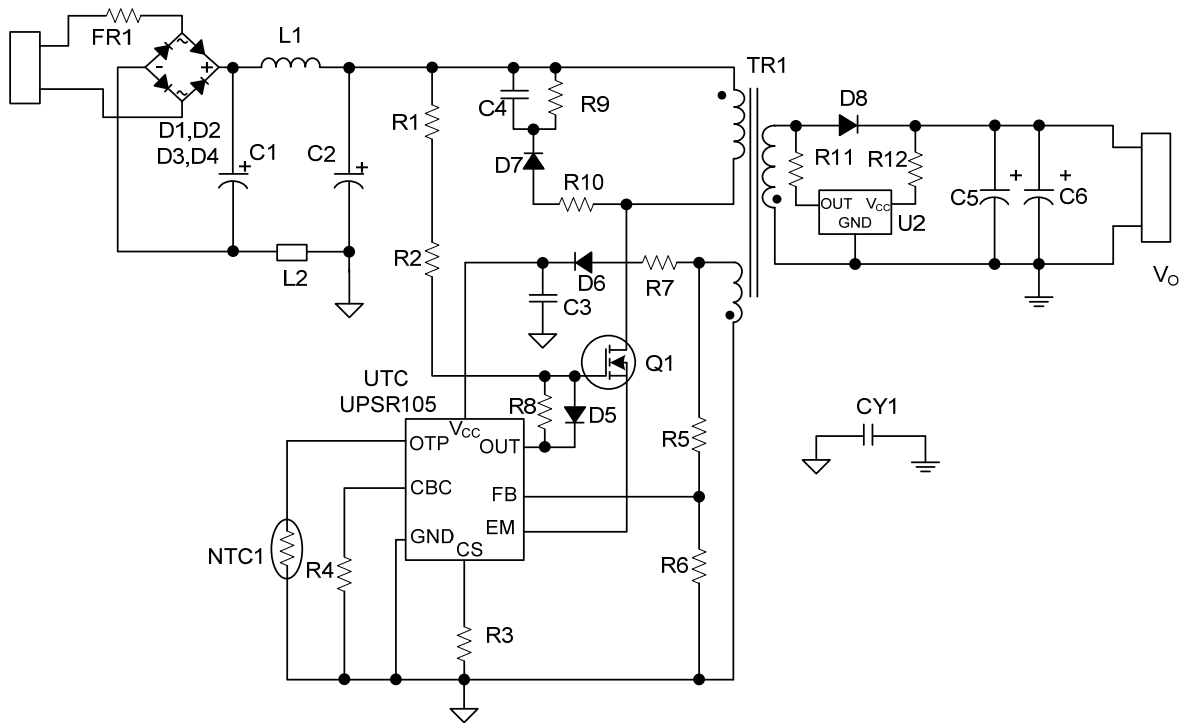 FR1
L1
TR1
~
- +
~
D1,D2
D3,D4
C1
+
C2
+
L2
R1
R2
C4
R9
D7
R10
D6
R7
C3
D8
R11
R12
OUT VCC
GND
U2
C5
+
C6
+
VO
Q1
UTC
UPSR105
R8
D5
VCC
OTP
OUT
CBC
FB
GND
EM
CS
R5
R6
NTC1
R4
R3
CY1